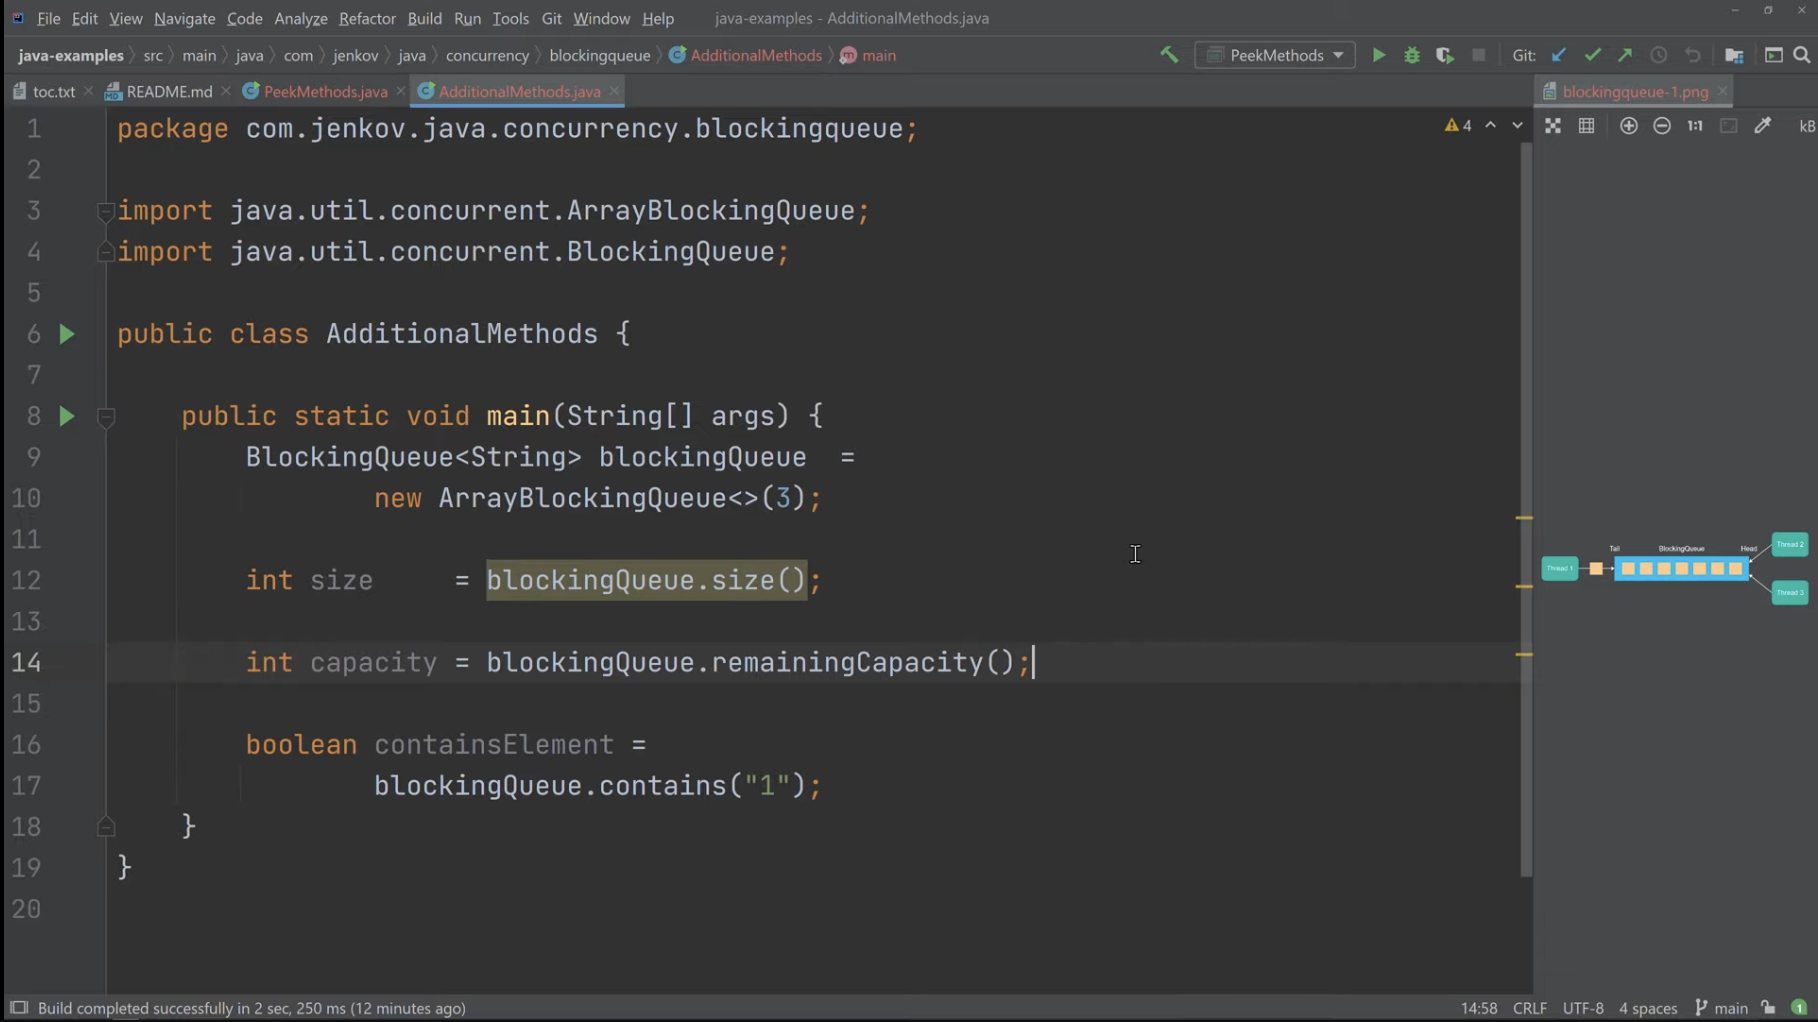 File Edit View Navigate Code Analyze Refactor Build Run Tools Git Window Help java-examples - AdditionalMethods.java
java-examples src main java com jenkov java concurrency blockingqueue AdditionalMethods main PeekMethods Git:
toc.txt README.md PeekMethods.java AdditionalMethods.java blockingqueue-1.png
4 1:1 kB
1 package com.jenkov.java.concurrency.blockingqueue;
2
3 import java.util.concurrent.ArrayBlockingQueue;
4 import java.util.concurrent.BlockingQueue;
5
6 public class AdditionalMethods {
7
8 public static void main(String[] args) {
9 BlockingQueue<String> blockingQueue =
10 new ArrayBlockingQueue<>(3);
11
12 int size = blockingQueue.size();
13
14 int capacity = blockingQueue.remainingCapacity();
15
16 boolean containsElement =
17 blockingQueue.contains("1");
18 }
19 }
20
Tail BlockingQueue Head Thread 2
Thread 1
Thread 3
Build completed successfully in 2 sec, 250 ms (12 minutes ago) 14:58 CRLF UTF-8 4 spaces main 1